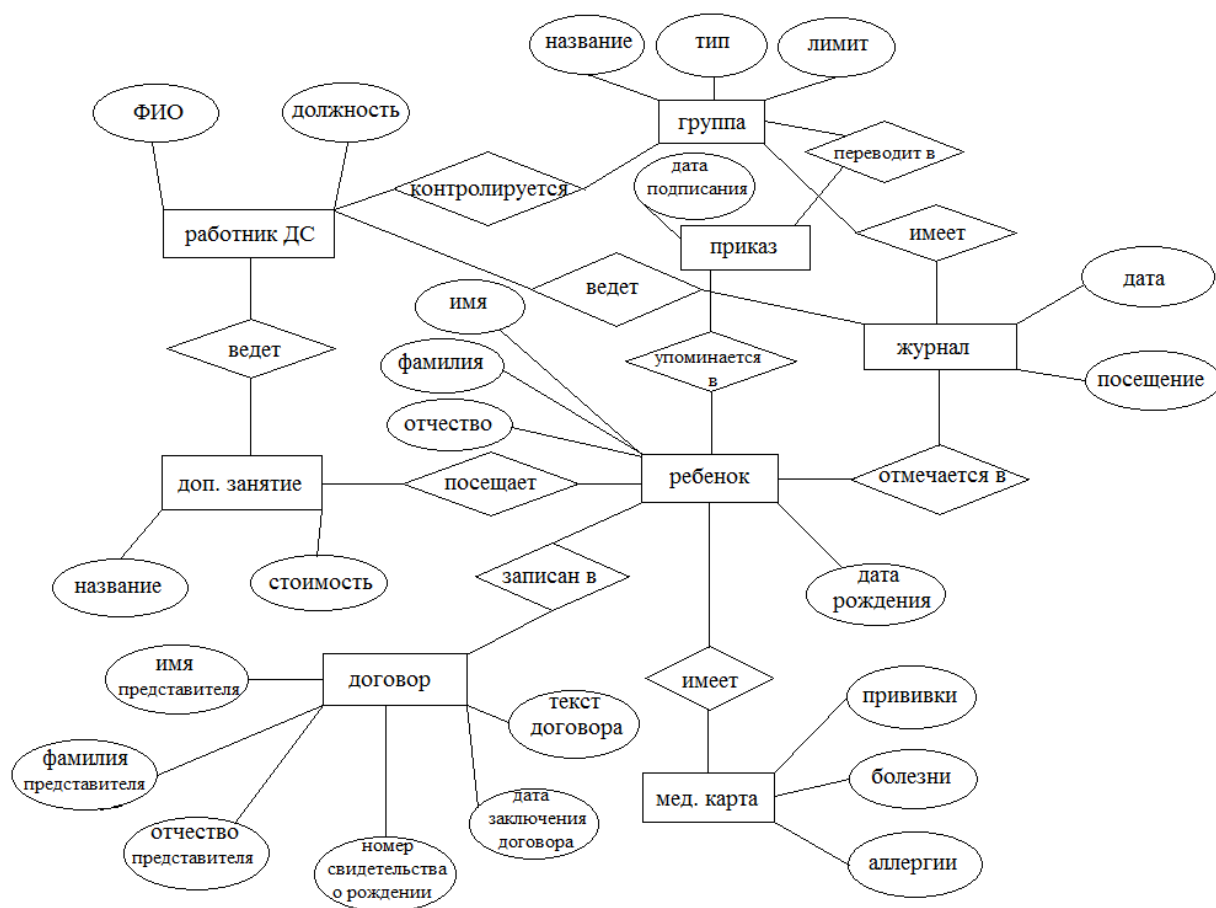 название
тип
лимит
ФИО
должность
группа
переводит в
дата
подписания
контролируется
работник ДС
приказ
имеет
ведет
имя
дата
ведет
фамилия
упоминается
в
журнал
посещение
отчество
доп. занятие
посещает
ребенок
отмечается в
название
стоимость
записан в
дата
рождения
имя
представителя
договор
текст
договора
имеет
прививки
фамилия
представителя
болезни
мед. карта
отчество
представителя
номер
свидетельства
о рождении
дата
заключения
договора
аллергии